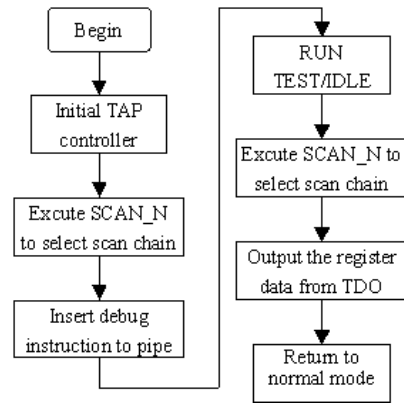 Begin
Initial TAP
controller
Excute SCAN_N
to select scan chain
Insert debug
instruction to pipe
RUN
TEST/IDLE
Excute SCAN_N to
select scan chain
Output the register
data from TDO
Return to
normal mode